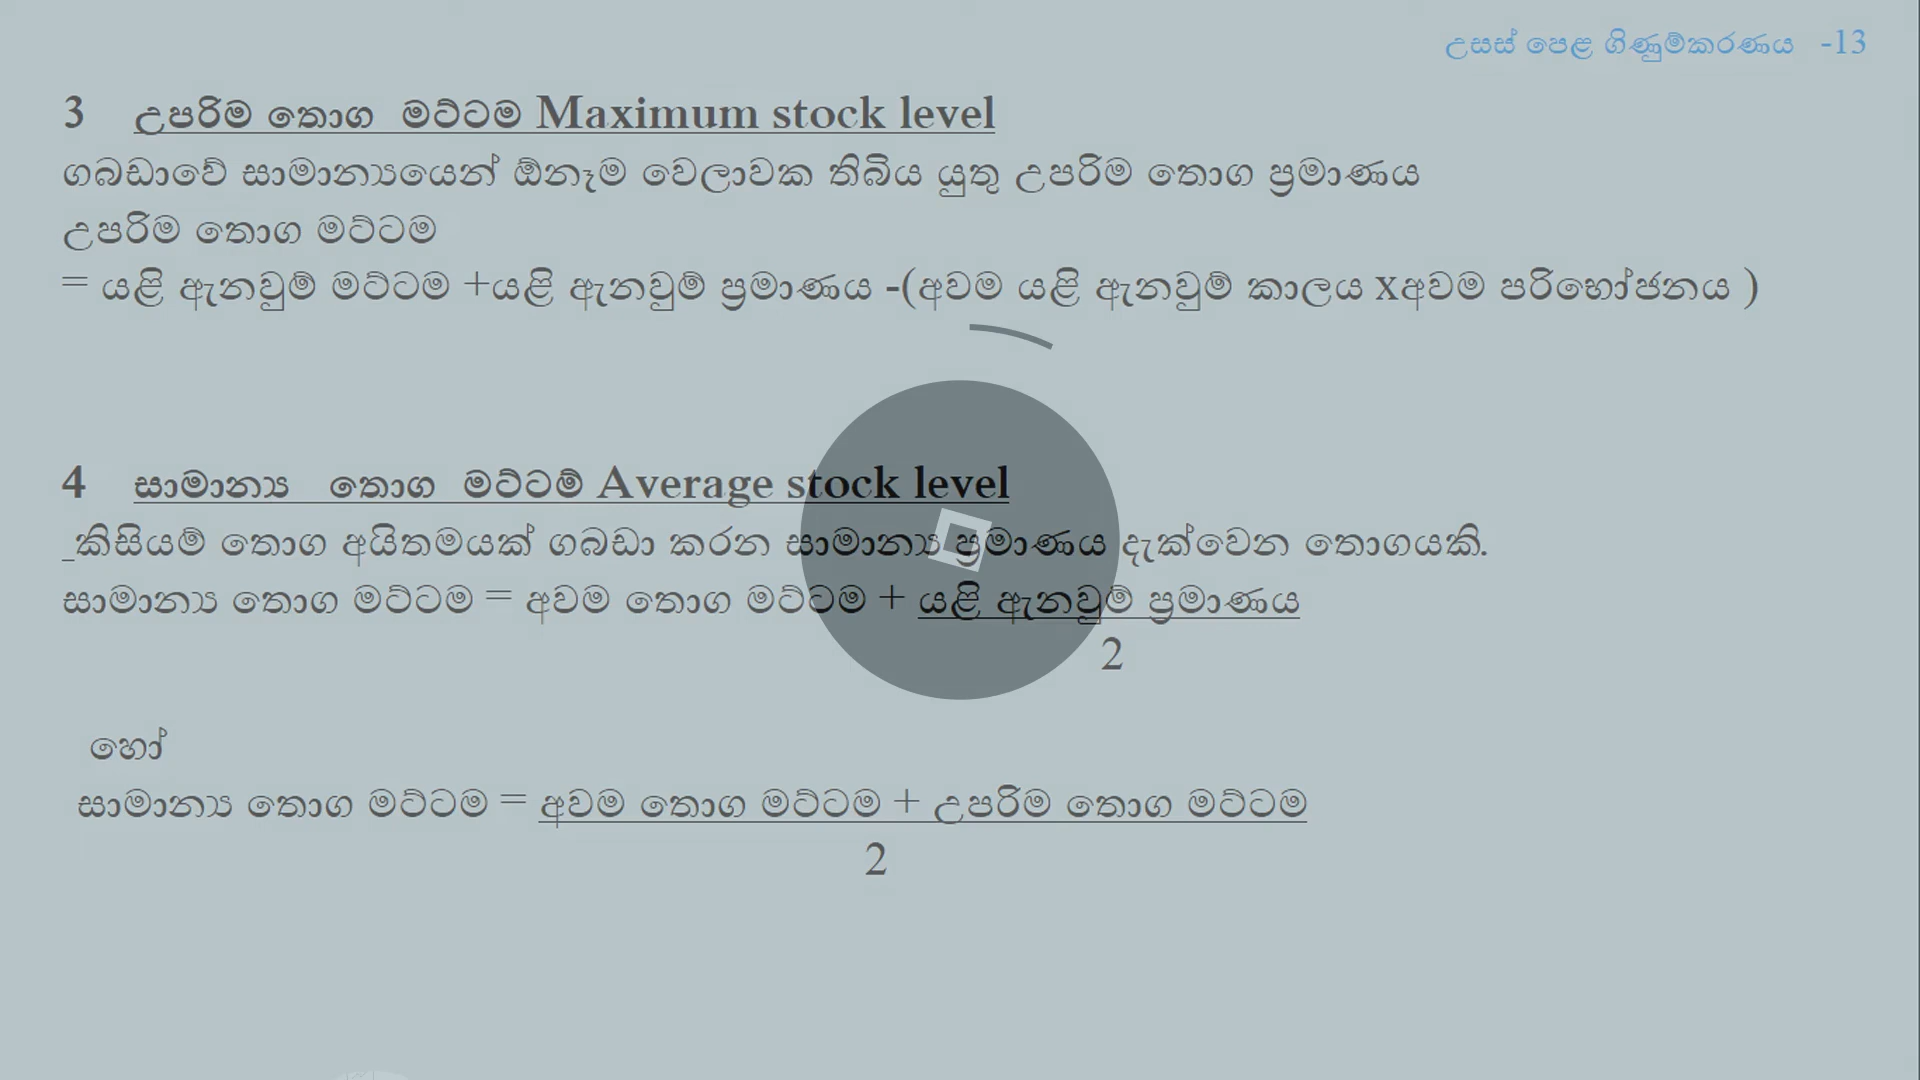 උසස් පෙළ ගිණුම්කරණය -13
3 උපරිම තොග මට්ටම Maximum stock level
ගබඩාවේ සාමාන්‍යයෙන් ඕනෑම වෙලාවක තිබිය යුතු උපරිම තොග ප්‍රමාණය
උපරිම තොග මට්ටම
= යළි ඇනවුම් මට්ටම +යළි ඇනවුම් ප්‍රමාණය -(අවම යළි ඇනවුම් කාලය xඅවම පරිභෝජනය )
4 සාමාන්‍ය තොග මට්ටම් Average stock level
_කිසියම් තොග අයිතමයක් ගබඩා කරන සාමාන්‍ය ප්‍රමාණය දැක්වෙන තොගයකි.
සාමාන්‍ය තොග මට්ටම = අවම තොග මට්ටම + යළි ඇනවුම් ප්‍රමාණය
2
හෝ
සාමාන්‍ය තොග මට්ටම = අවම තොග මට්ටම + උපරිම තොග මට්ටම
2